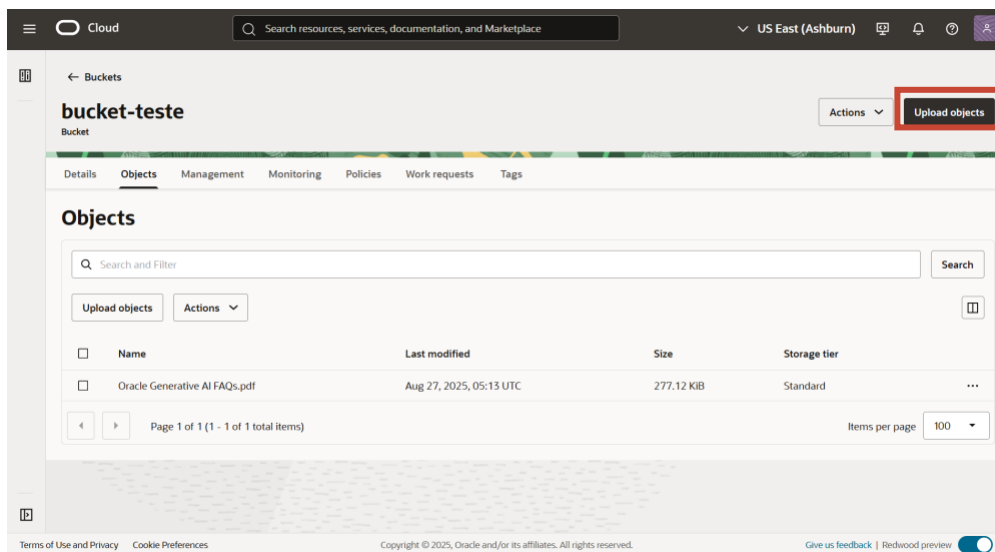 Cloud
Search resources, services, documentation, and Marketplace
US East (Ashburn)
← Buckets
bucket-teste
Bucket
Actions
Upload objects
Details Objects Management Monitoring Policies Work requests Tags
Objects
Search and Filter
Search
Upload objects
Actions
Name Last modified Size Storage tier
Oracle Generative AI FAQs.pdf Aug 27, 2025, 05:13 UTC 277.12 KiB Standard
Page 1 of 1 (1 - 1 of 1 total items)
Items per page 100
Terms of Use and Privacy Cookie Preferences Copyright © 2025, Oracle and/or its affiliates. All rights reserved. Give us feedback | Redwood preview